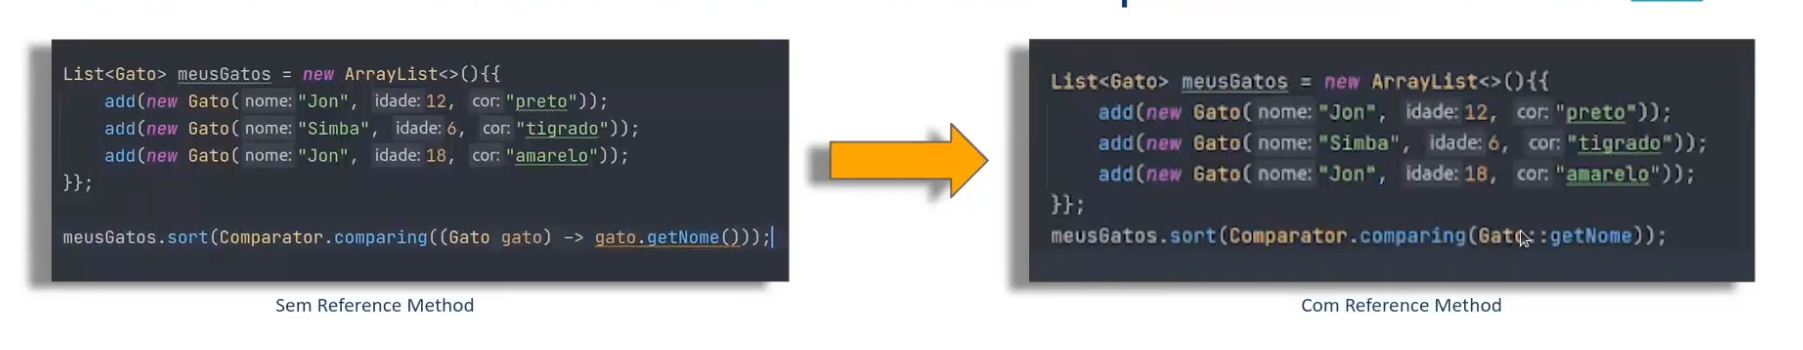 List<Gato> meusGatos = new ArrayList<>(){{
add(new Gato( nome: "Jon", idade: 12, cor: "preto"));
add(new Gato( nome: "Simba", idade: 6, cor: "tigrado"));
add(new Gato( nome: "Jon", idade: 18, cor: "amarelo"));
}};
meusGatos.sort(Comparator.comparing((Gato gato) -> gato.getNome()));
Sem Reference Method
List<Gato> meusGatos = new ArrayList<>(){{
add(new Gato( nome: "Jon", idade: 12, cor: "preto"));
add(new Gato( nome: "Simba", idade: 6, cor: "tigrado"));
add(new Gato( nome: "Jon", idade: 18, cor: "amarelo"));
}};
meusGatos.sort(Comparator.comparing(Gato::getNome));
Com Reference Method